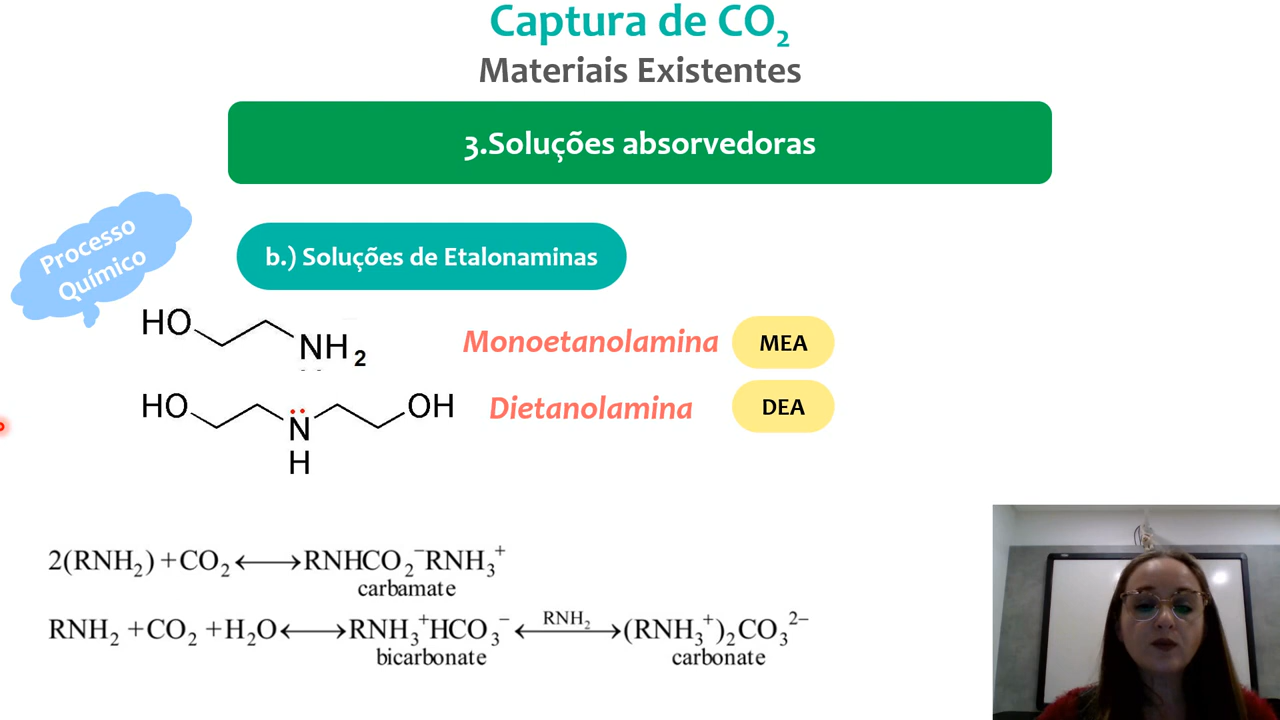 Captura de CO₂
Materiais Existentes
3.Soluções absorvedoras
Processo
Químico
b.) Soluções de Etalonaminas
HO
NH₂
Monoetanolamina
MEA
HO
N
H
OH
Dietanolamina
DEA
2(RNH₂)+CO₂⟷RNHCO₂⁻RNH₃⁺
carbamate
RNH₂+CO₂+H₂O⟷RNH₃⁺HCO₃⁻ ⟷ RNH₂ (RNH₃⁺)₂CO₃²⁻
bicarbonate carbonate